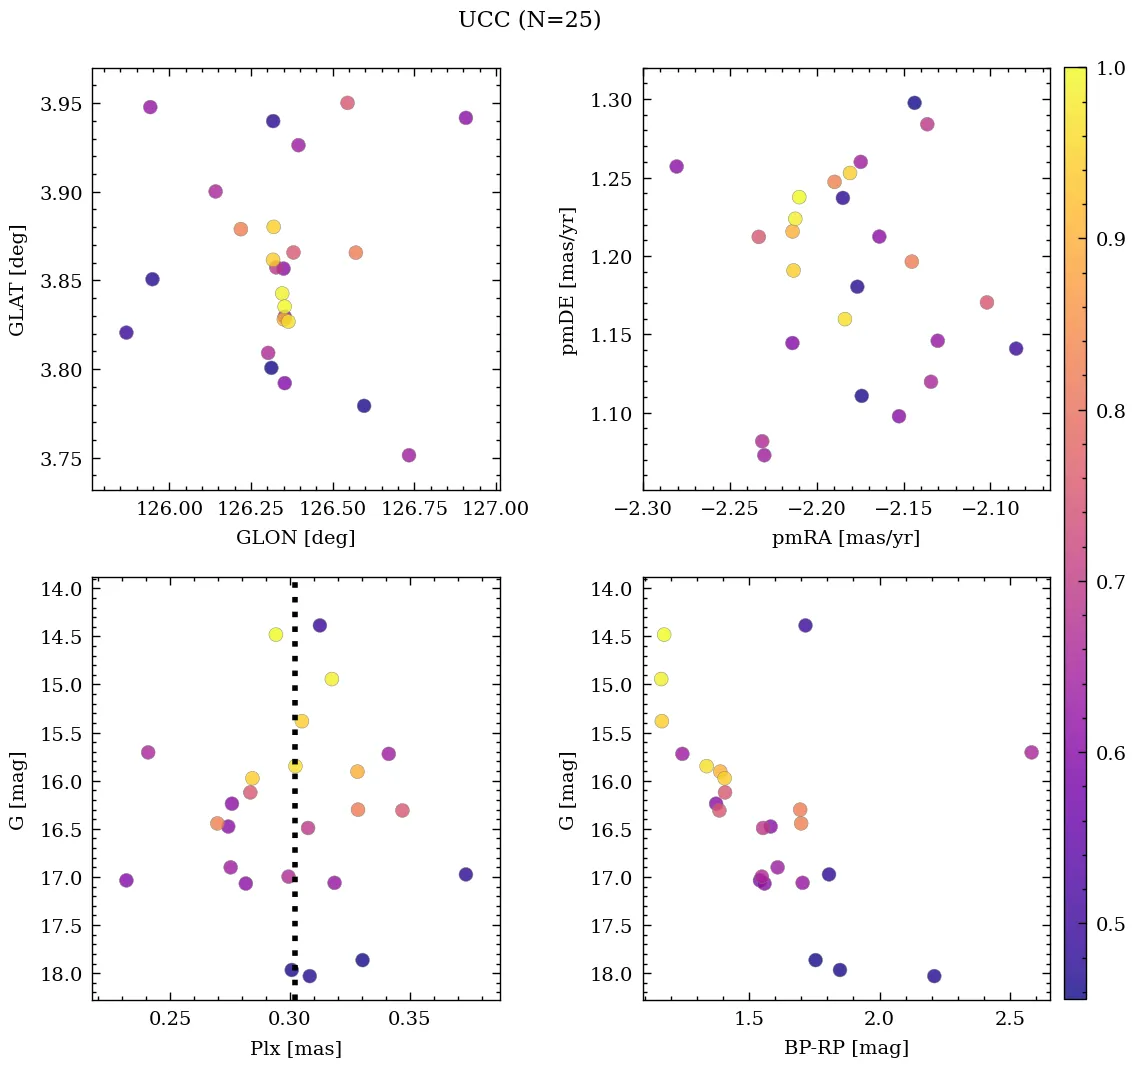 UCC (N=25)
3.95
3.90
3.85
3.80
3.75
GLAT [deg]
126.00 126.25 126.50 126.75 127.00
GLON [deg]
1.30
1.25
1.20
1.15
1.10
pmDE [mas/yr]
−2.30 −2.25 −2.20 −2.15 −2.10
pmRA [mas/yr]
1.0
0.9
0.8
0.7
0.6
0.5
14.0
14.5
15.0
15.5
16.0
16.5
17.0
17.5
18.0
G [mag]
0.25 0.30 0.35
Plx [mas]
14.0
14.5
15.0
15.5
16.0
16.5
17.0
17.5
18.0
G [mag]
1.5 2.0 2.5
BP-RP [mag]